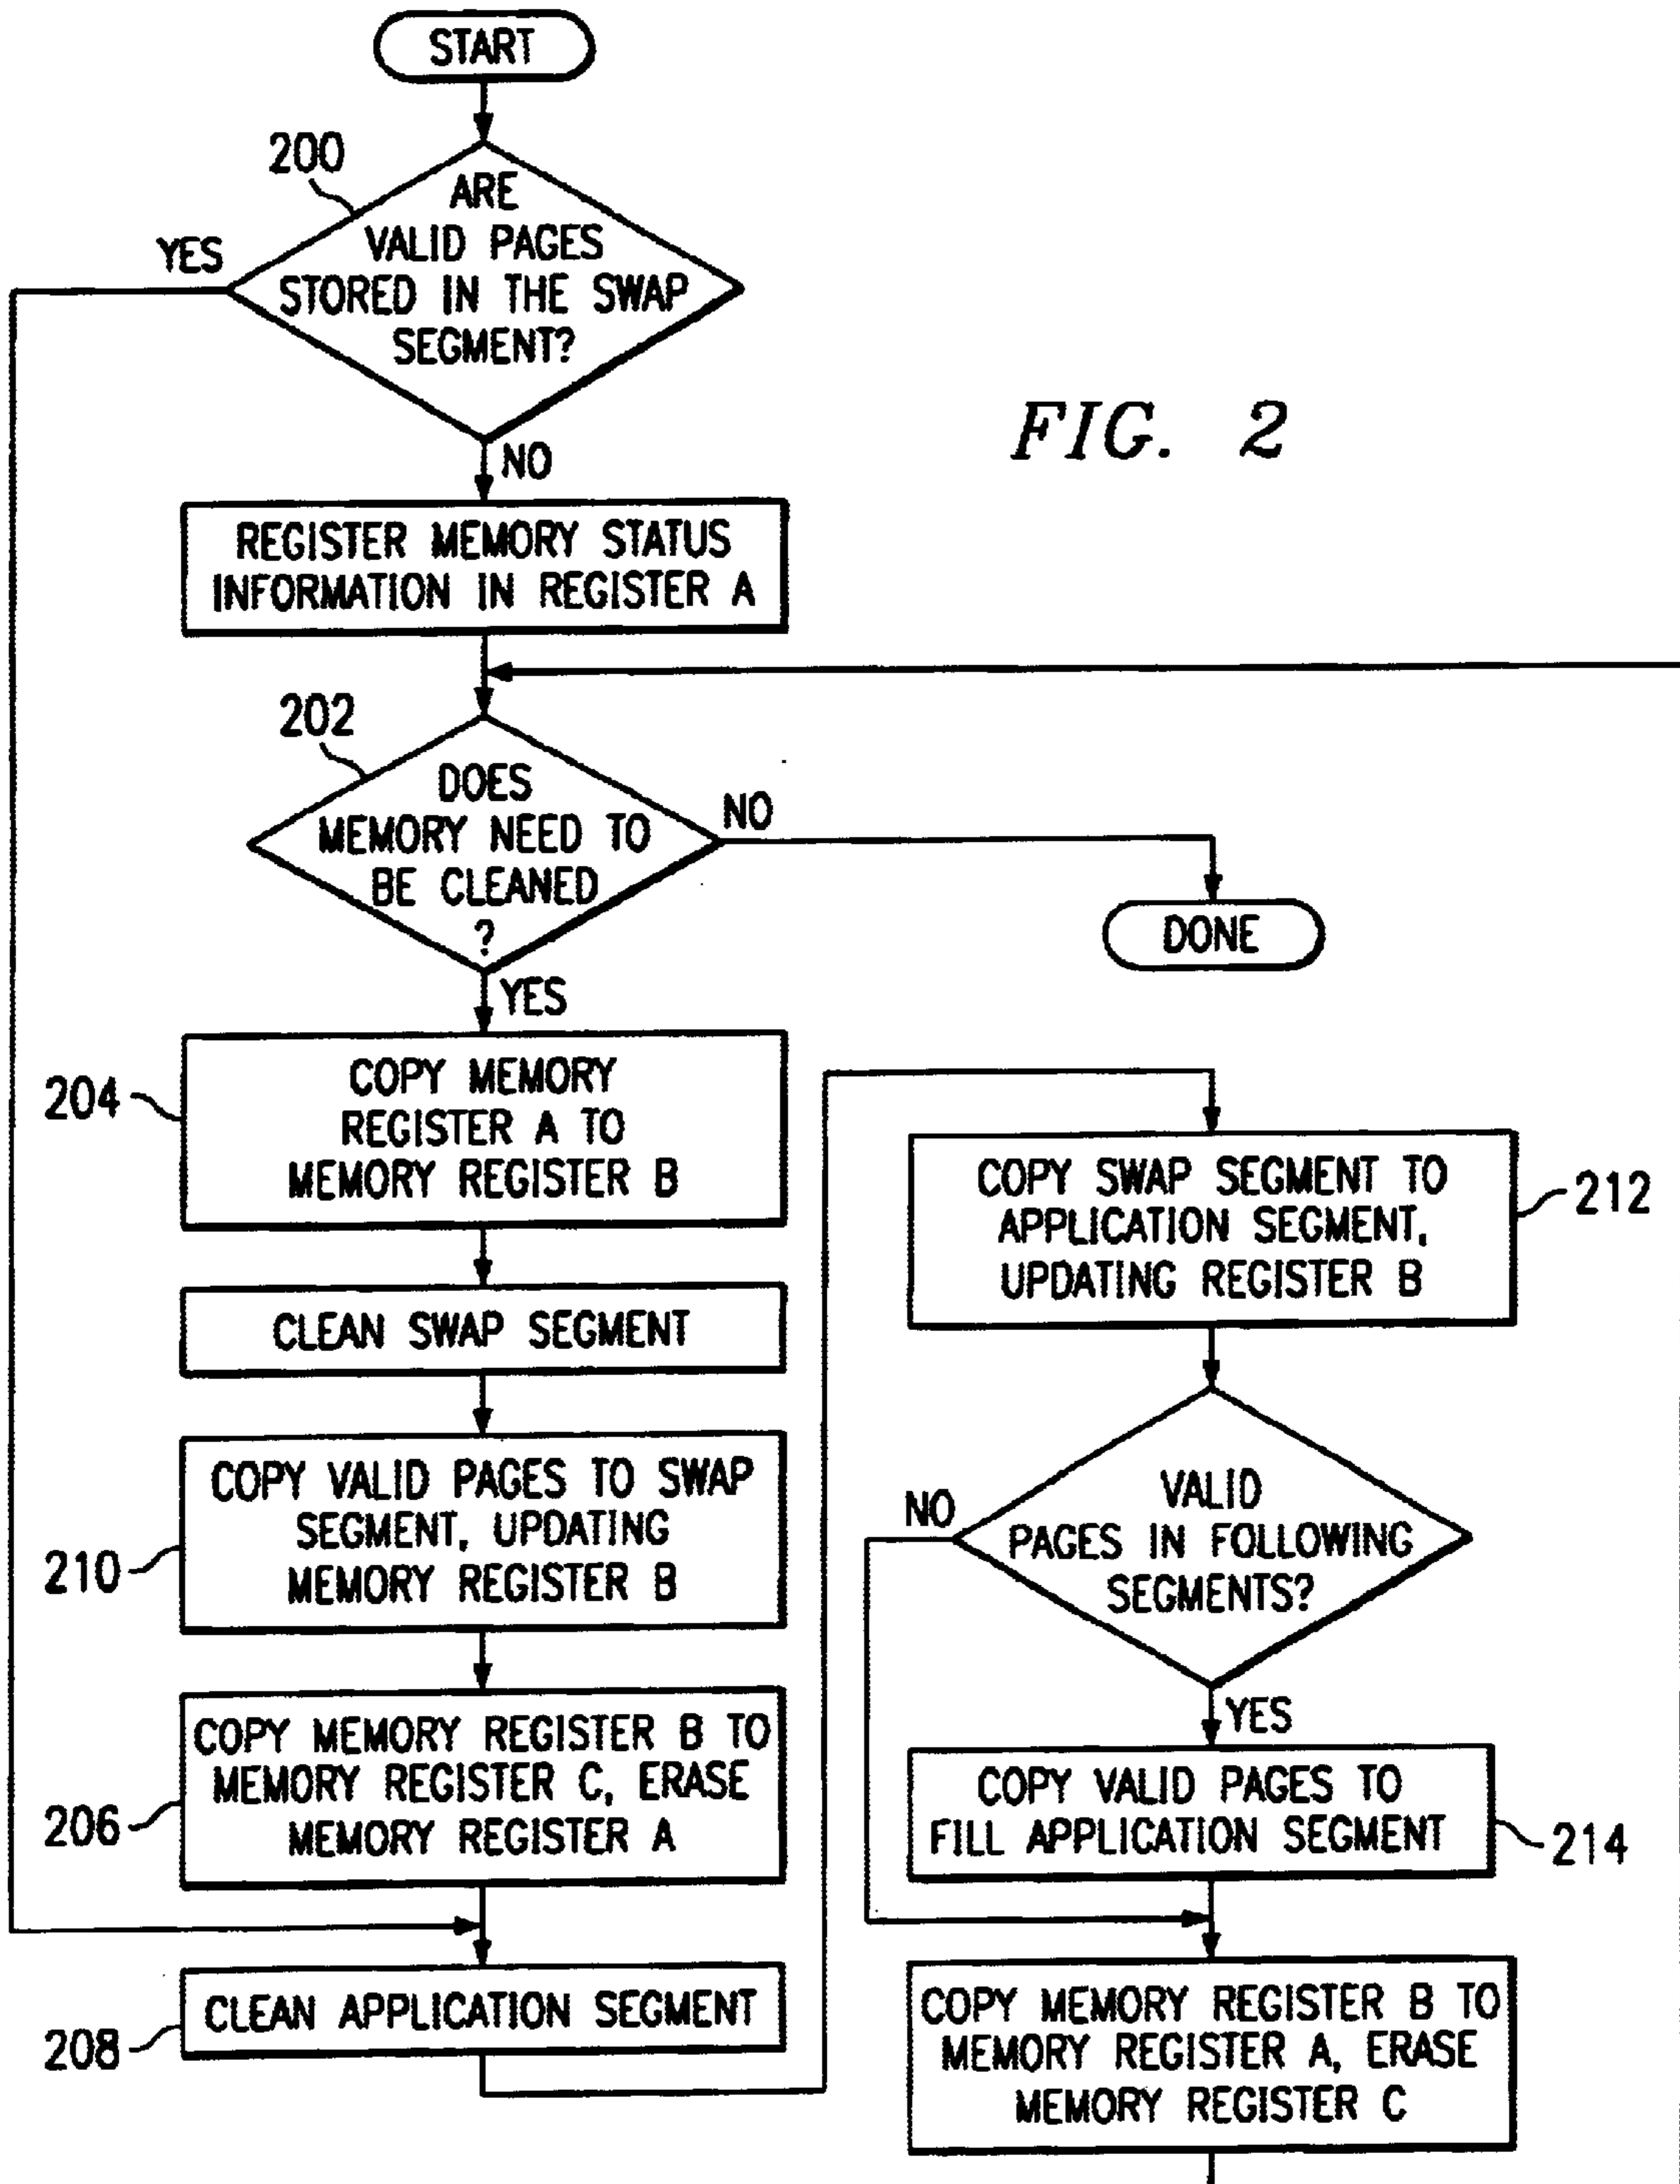 START
200
ARE
VALID PAGES
STORED IN THE SWAP
SEGMENT?
YES
NO
FIG. 2
REGISTER MEMORY STATUS
INFORMATION IN REGISTER A
202
DOES
MEMORY NEED TO
BE CLEANED
?
NO
DONE
YES
204
COPY MEMORY
REGISTER A TO
MEMORY REGISTER B
CLEAN SWAP SEGMENT
210
COPY VALID PAGES TO SWAP
SEGMENT, UPDATING
MEMORY REGISTER B
206
COPY MEMORY REGISTER B TO
MEMORY REGISTER C, ERASE
MEMORY REGISTER A
208
CLEAN APPLICATION SEGMENT
COPY SWAP SEGMENT TO
APPLICATION SEGMENT,
UPDATING REGISTER B
212
VALID
PAGES IN FOLLOWING
SEGMENTS?
NO
YES
COPY VALID PAGES TO
FILL APPLICATION SEGMENT
214
COPY MEMORY REGISTER B TO
MEMORY REGISTER A, ERASE
MEMORY REGISTER C